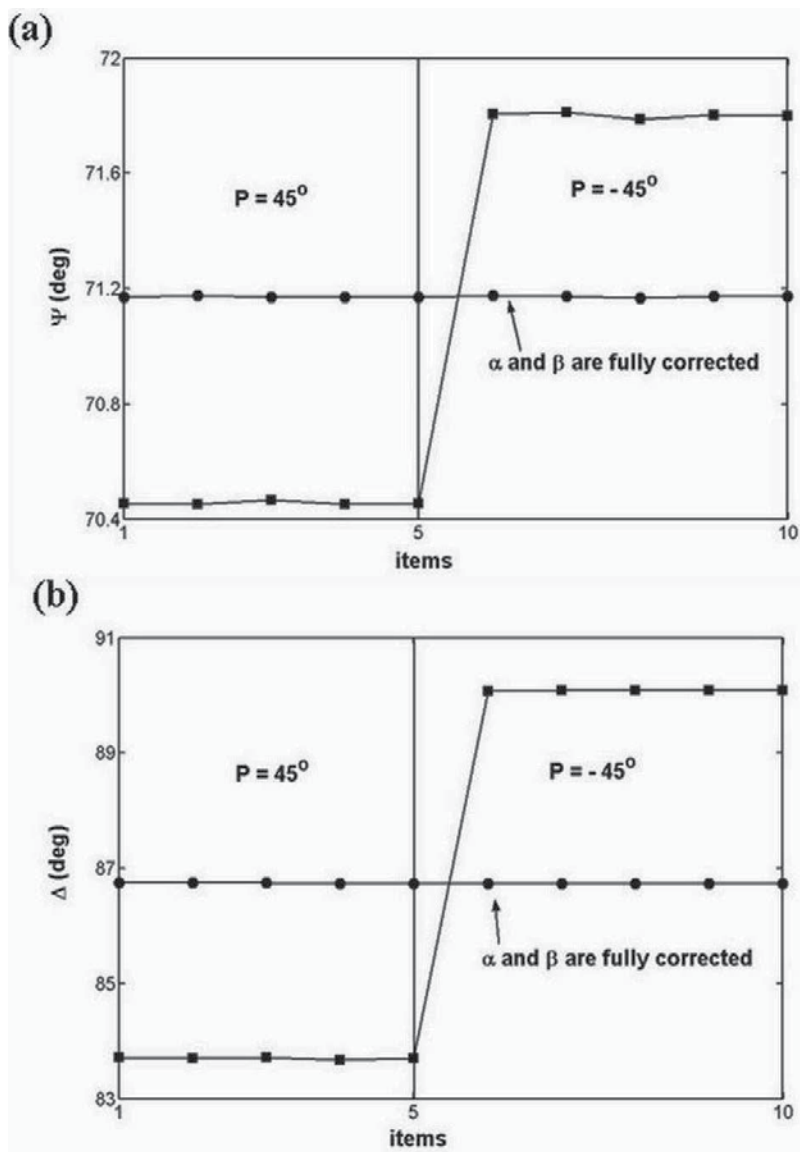 (a)
72
71.6
71.2
70.8
70.4
Ψ (deg)
P = 45°
P = - 45°
α and β are fully corrected
1
5
10
items
(b)
91
89
87
85
83
Δ (deg)
P = 45°
P = - 45°
α and β are fully corrected
1
5
10
items